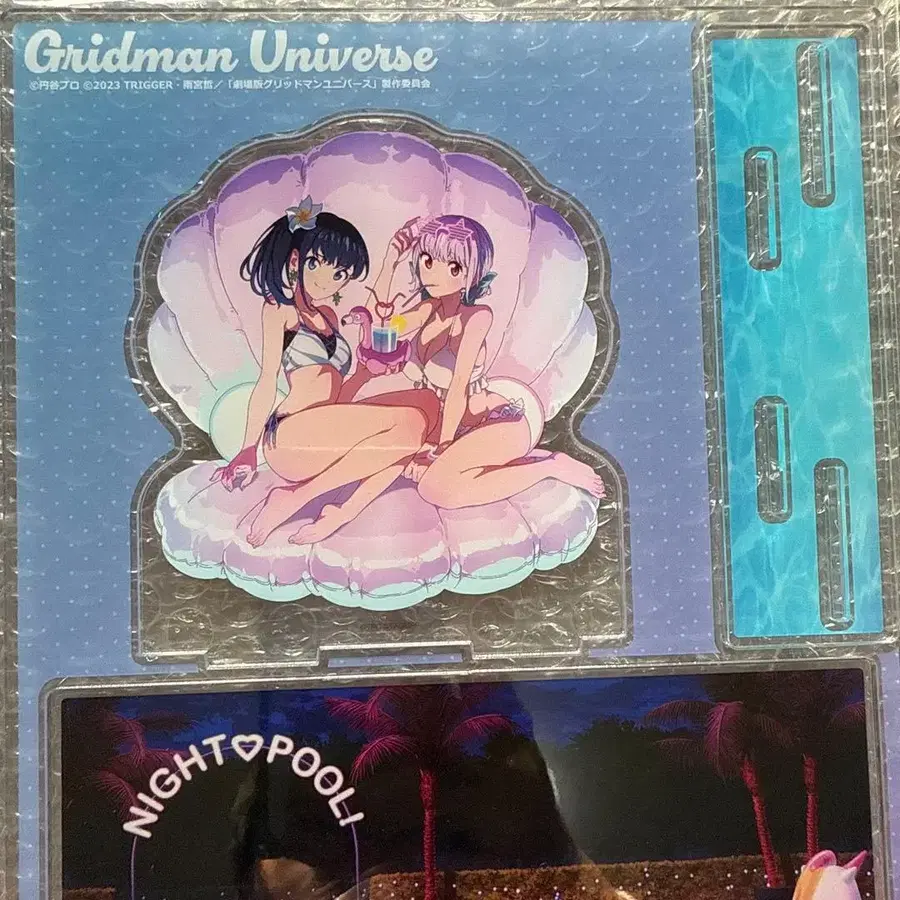 Gridman Universe
©円谷プロ ©2023 TRIGGER・雨宮哲／「劇場版グリッドマンユニバース」製作委員会
NIGHT♡POOL!